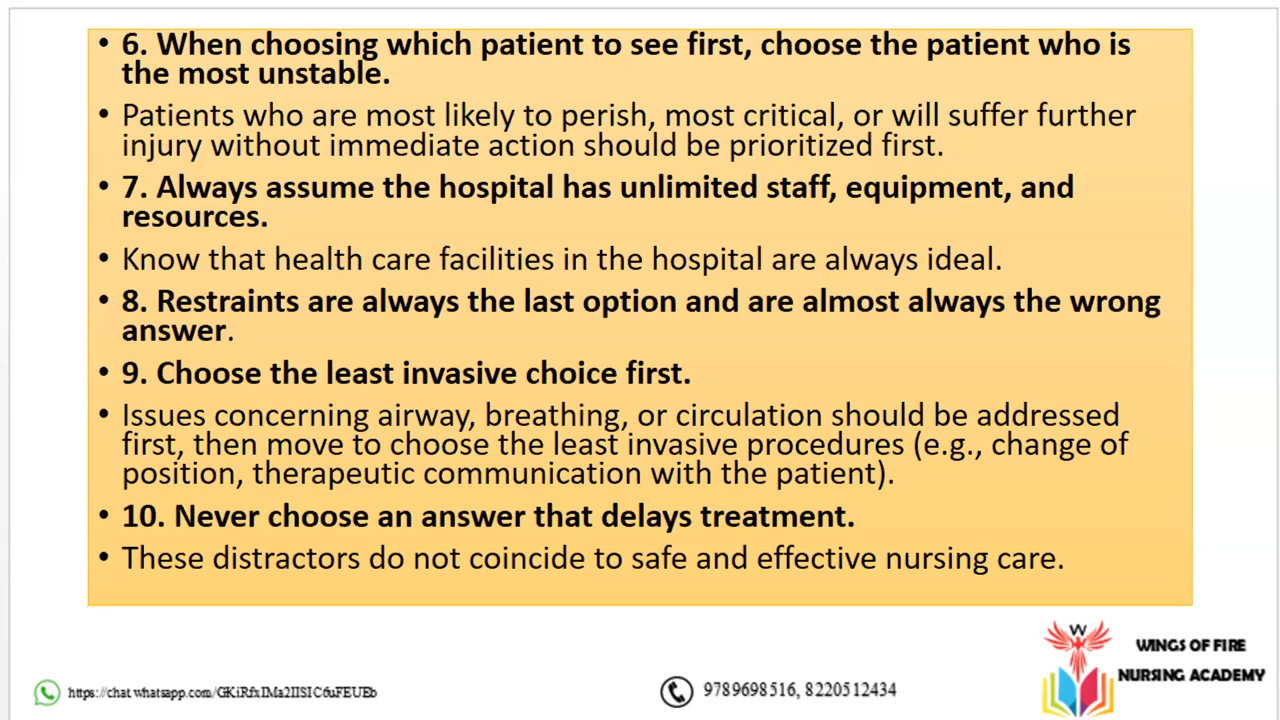 • 6. When choosing which patient to see first, choose the patient who is
the most unstable.
• Patients who are most likely to perish, most critical, or will suffer further
injury without immediate action should be prioritized first.
• 7. Always assume the hospital has unlimited staff, equipment, and
resources.
• Know that health care facilities in the hospital are always ideal.
• 8. Restraints are always the last option and are almost always the wrong
answer.
• 9. Choose the least invasive choice first.
• Issues concerning airway, breathing, or circulation should be addressed
first, then move to choose the least invasive procedures (e.g., change of
position, therapeutic communication with the patient).
• 10. Never choose an answer that delays treatment.
• These distractors do not coincide to safe and effective nursing care.
W
WINGS OF FIRE
NURSING ACADEMY
9789698516, 8220512434